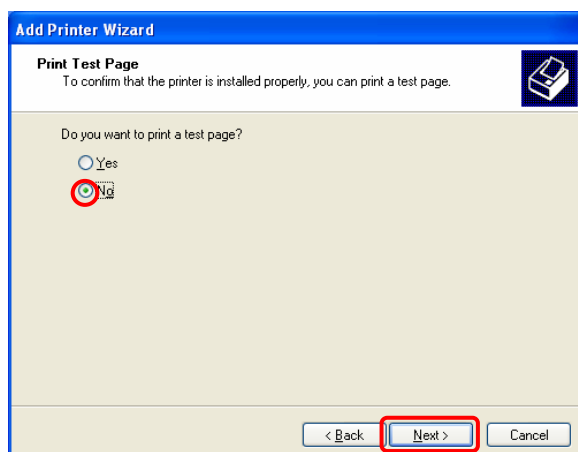 Add Printer Wizard
Print Test Page
To confirm that the printer is installed properly, you can print a test page.
Do you want to print a test page?
Yes
No
< Back
Next >
Cancel